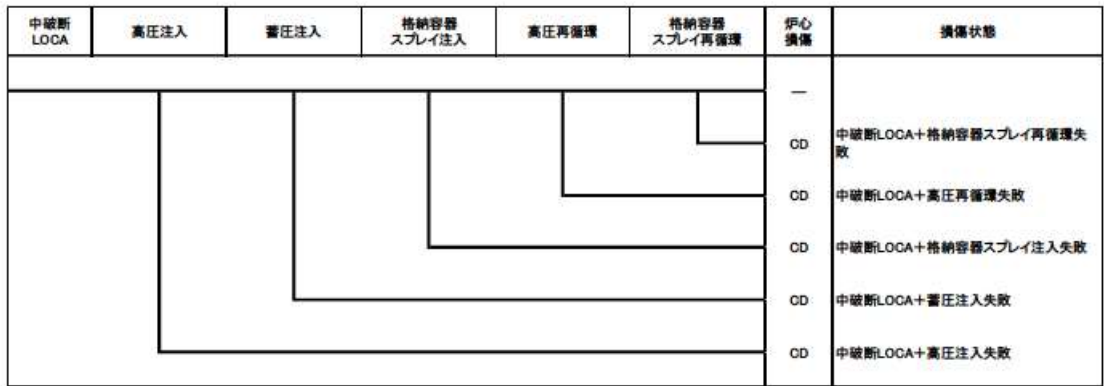 中破断
LOCA
高圧注入
蓄圧注入
格納容器
スプレイ注入
高圧再循環
格納容器
スプレイ再循環
炉心
損傷
損傷状態
―
CD
中破断LOCA+格納容器スプレイ再循環失
敗
CD
中破断LOCA+高圧再循環失敗
CD
中破断LOCA+格納容器スプレイ注入失敗
CD
中破断LOCA+蓄圧注入失敗
CD
中破断LOCA+高圧注入失敗